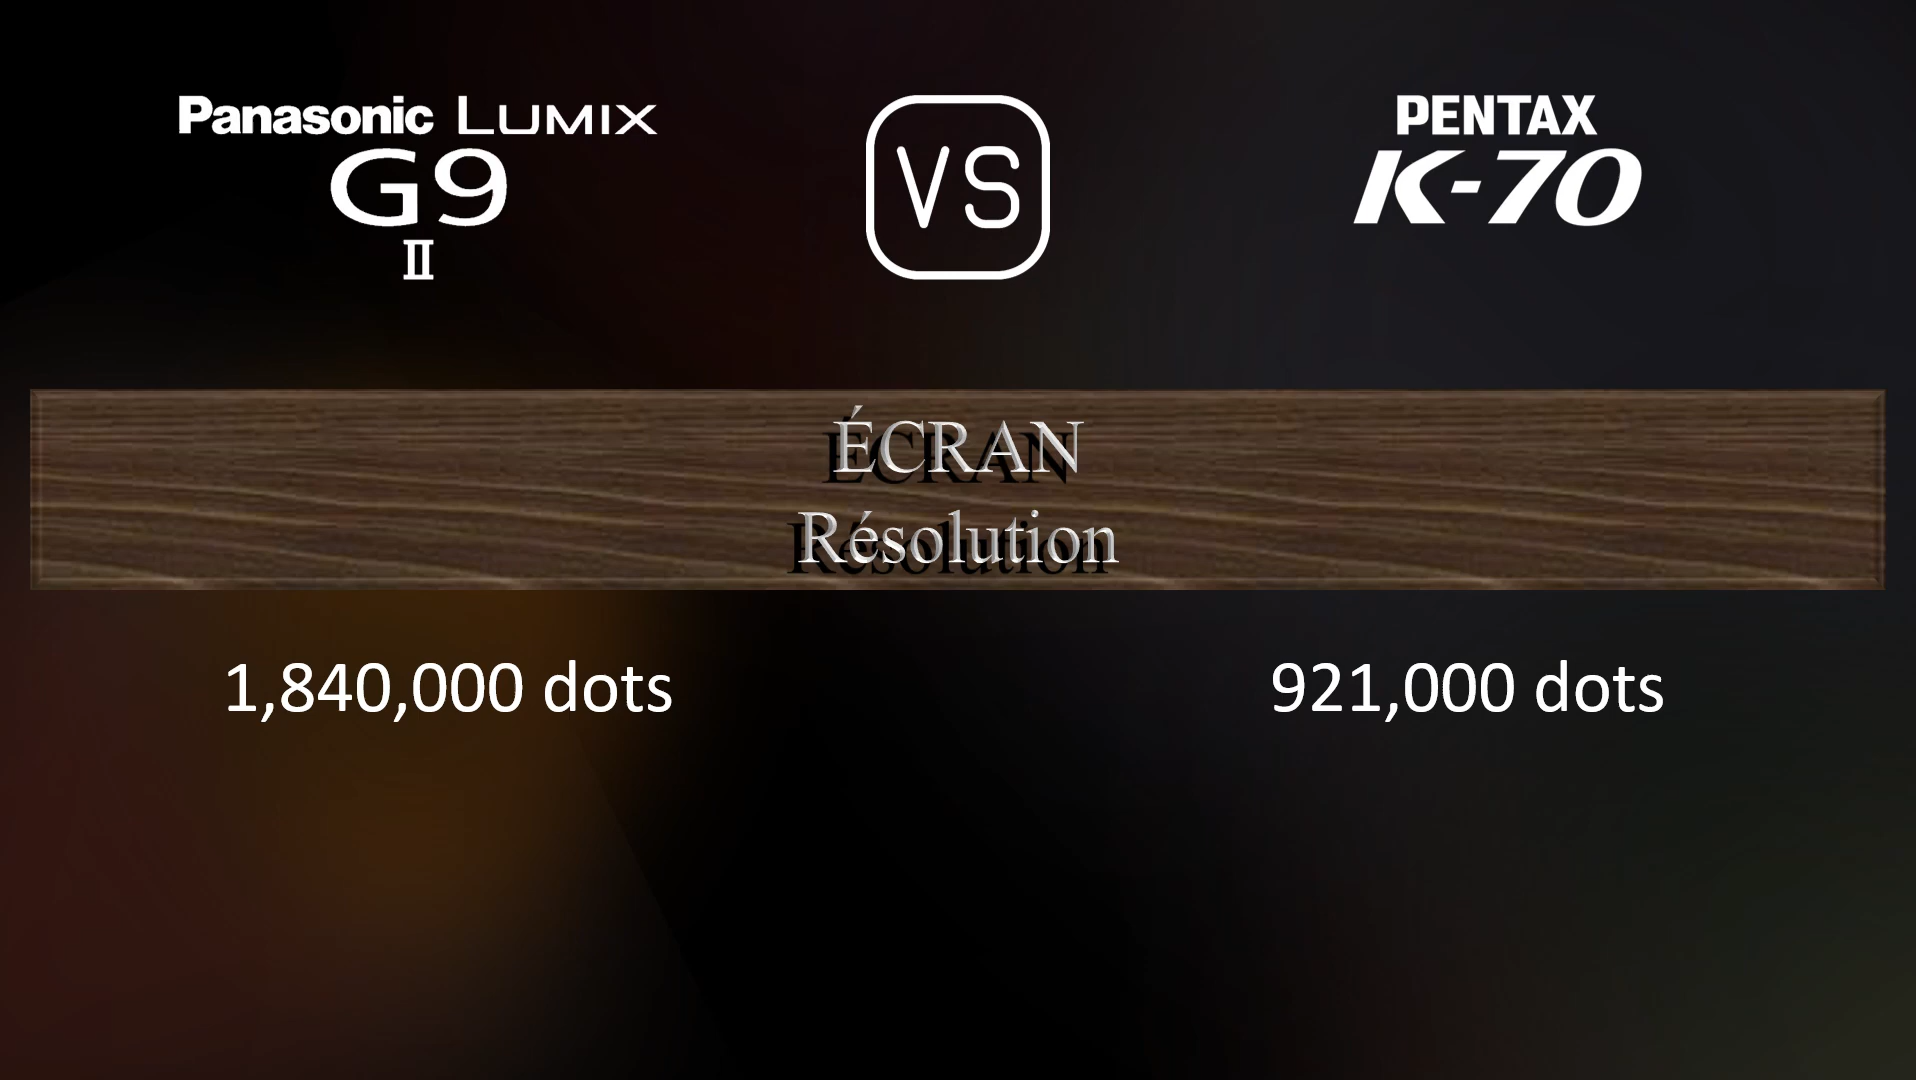 Panasonic LUMIX
G9
II
VS
PENTAX
K-70
ÉCRAN
Résolution
1,840,000 dots
921,000 dots